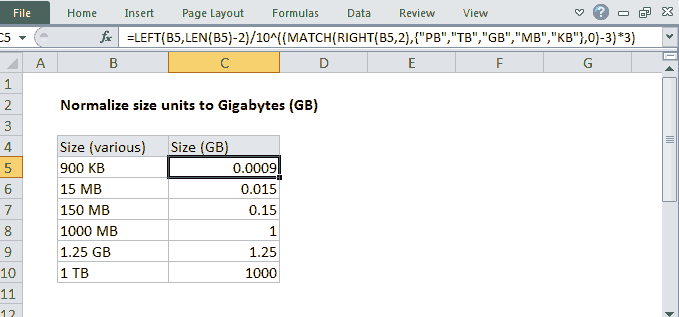 File Home Insert Page Layout Formulas Data Review View
C5 fx =LEFT(B5,LEN(B5)-2)/10^((MATCH(RIGHT(B5,2),{"PB","TB","GB","MB","KB"},0)-3)*3)
A B C D E F G
1
2 Normalize size units to Gigabytes (GB)
3
4 Size (various) Size (GB)
5 900 KB 0.0009
6 15 MB 0.015
7 150 MB 0.15
8 1000 MB 1
9 1.25 GB 1.25
10 1 TB 1000
11
12